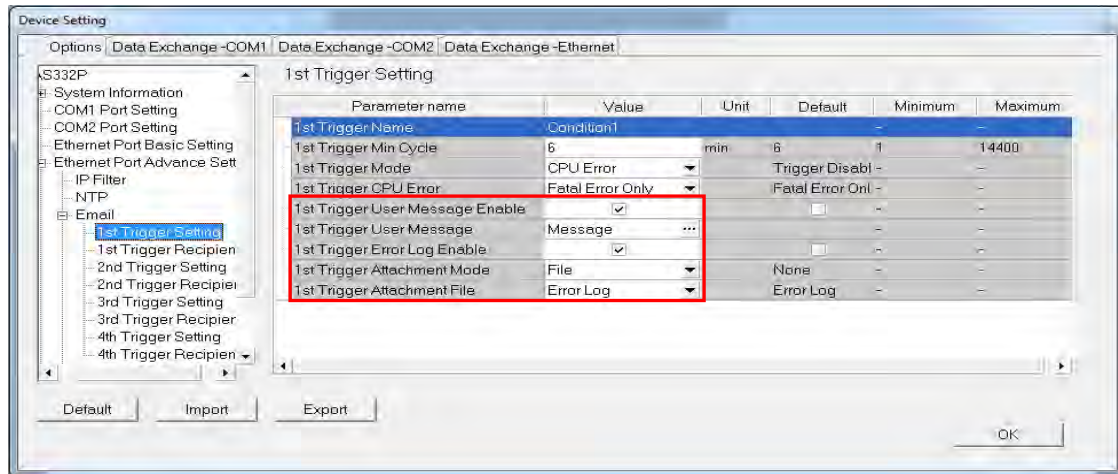 Device Setting
Options Data Exchange -COM1 Data Exchange -COM2 Data Exchange -Ethernet
AS332P
System Information
COM1 Port Setting
COM2 Port Setting
Ethernet Port Basic Setting
Ethernet Port Advance Sett
IP Filter
NTP
Email
1st Trigger Setting
1st Trigger Recipien
2nd Trigger Setting
2nd Trigger Recipier
3rd Trigger Setting
3rd Trigger Recipier
4th Trigger Setting
4th Trigger Recipien
1st Trigger Setting
Parameter name Value Unit Default Minimum Maximum
1st Trigger Name Condition1 - -
1st Trigger Min Cycle 6 min 6 1 14400
1st Trigger Mode CPU Error Trigger Disabl - -
1st Trigger CPU Error Fatal Error Only Fatal Error Onl - -
1st Trigger User Message Enable - -
1st Trigger User Message Message ... - -
1st Trigger Error Log Enable - -
1st Trigger Attachment Mode File None - -
1st Trigger Attachment File Error Log Error Log - -
Default Import Export
OK